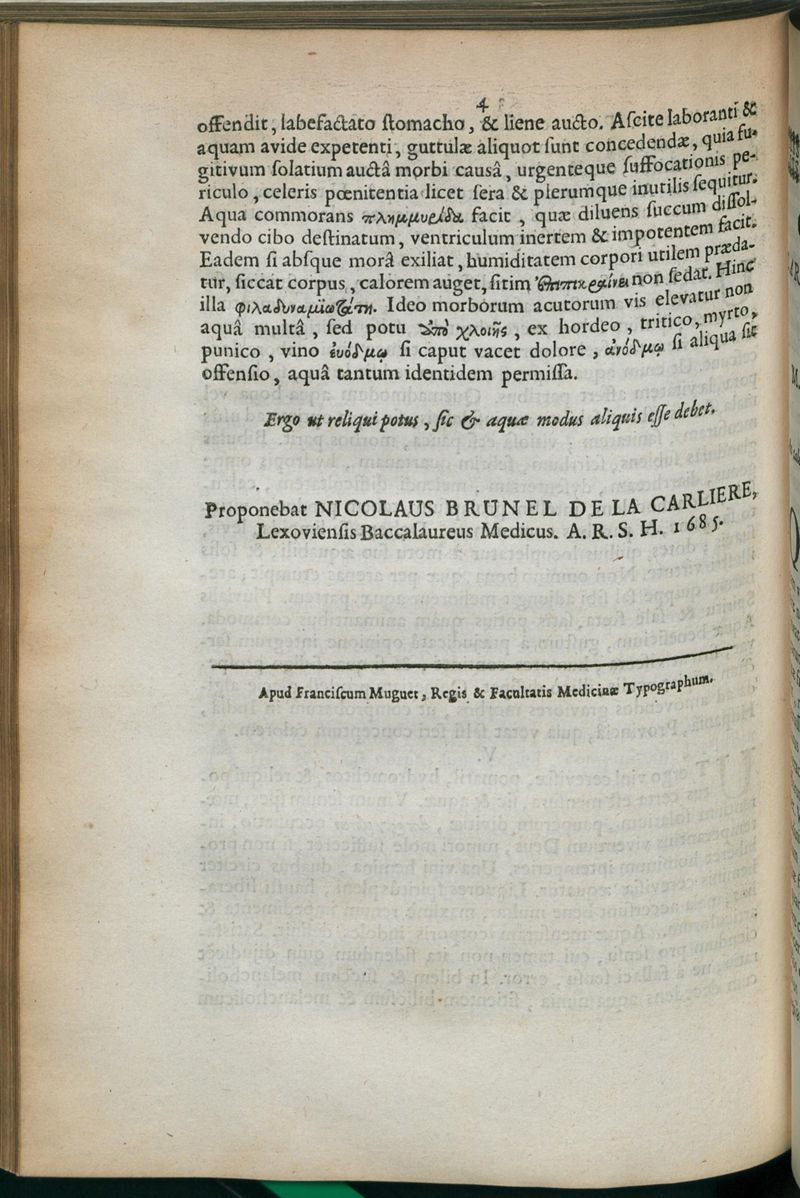 4
offendit, labefactato ſtomacho, & liene aucto. Aſcite laboranti &
aquam avide expetenti, guttulæ aliquot ſunt concedendæ, quia fu-
gitivum ſolatium auctâ morbi causâ, urgenteque ſuffocationis pe-
riculo, celeris pœnitentia licet ſera & plerumque inutilis ſequitur.
Aqua commorans πλημμυρίδα facit, quæ diluens ſuccum diſſol-
vendo cibo deſtinatum, ventriculum inertem & impotentem facit.
Eadem ſi abſque morâ exiliat, humiditatem corpori utilem præda-
tur, ſiccat corpus, calorem auget, ſitim non ſedat. Hinc
illa Ideo morborum acutorum vis elevatur non
aquâ multâ, ſed potu ἀπὸ χλοιῆς, ex hordeo, tritico, myrto,
punico, vino ἐυόδμῳ ſi caput vacet dolore, ανόδμῳ ſi aliqua ſit
offenſio, aquâ tantum identidem permiſſa.
Ergo ut reliqui potus, ſic & aquæ modus aliquis eſſe debet.
Proponebat NICOLAUS BRUNEL DE LA CARLIERE,
Lexovienſis Baccalaureus Medicus. A. R. S. H. 1685.
Apud Franciſcum Muguet, Regis & Facultatis Medicinæ Typographum.